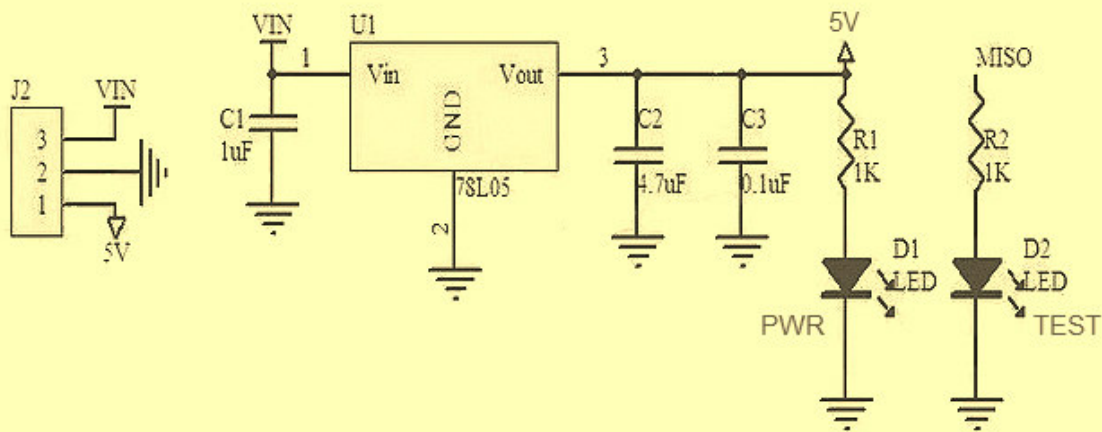 J2
VIN
3
2
1
5V
VIN
1
C1
1uF
U1
Vin
Vout
GND
78L05
2
3
C2
4.7uF
C3
0.1uF
5V
R1
1K
D1
LED
PWR
MISO
R2
1K
D2
LED
TEST